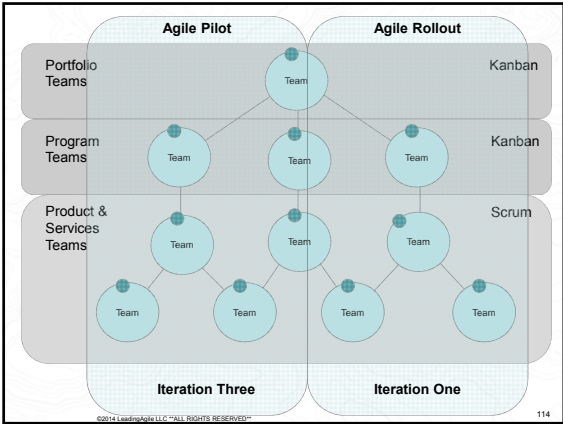 Agile Pilot
Agile Rollout
Portfolio
Teams
Kanban
Team
Program
Teams
Kanban
Team
Team
Team
Product &
Services
Teams
Scrum
Team
Team
Team
Team
Team
Team
Team
Iteration Three
Iteration One
©2014 LeadingAgile LLC **ALL RIGHTS RESERVED**
114